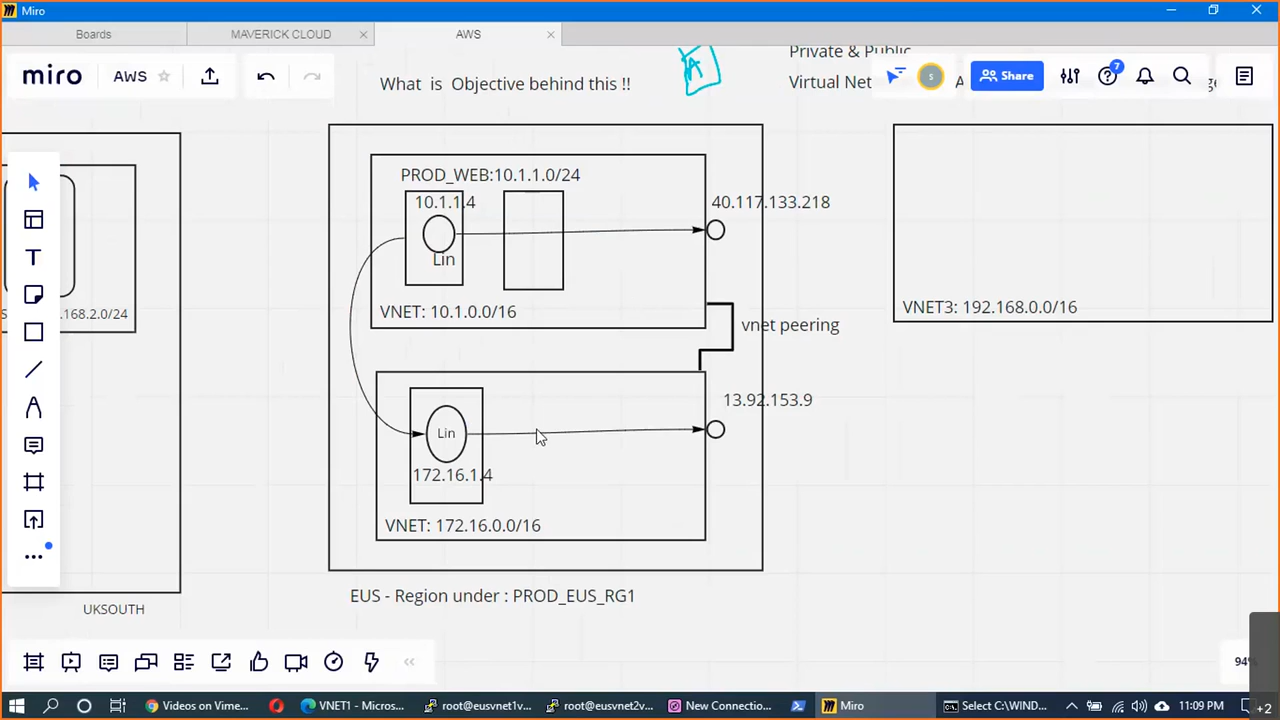 Miro
Boards
MAVERICK CLOUD
AWS
miro
AWS
What is Objective behind this !!
Private & Public
Virtual Net
s
Share
7
PROD_WEB:10.1.1.0/24
10.1.1.4
Lin
VNET: 10.1.0.0/16
40.117.133.218
vnet peering
VNET3: 192.168.0.0/16
.168.2.0/24
Lin
172.16.1.4
VNET: 172.16.0.0/16
13.92.153.9
EUS - Region under : PROD_EUS_RG1
UKSOUTH
94%
Videos on Vime...
VNET1 - Micros...
root@eusvnet1v...
root@eusvnet2v...
New Connectio...
Miro
Select C:\WIND...
11:09 PM
+2